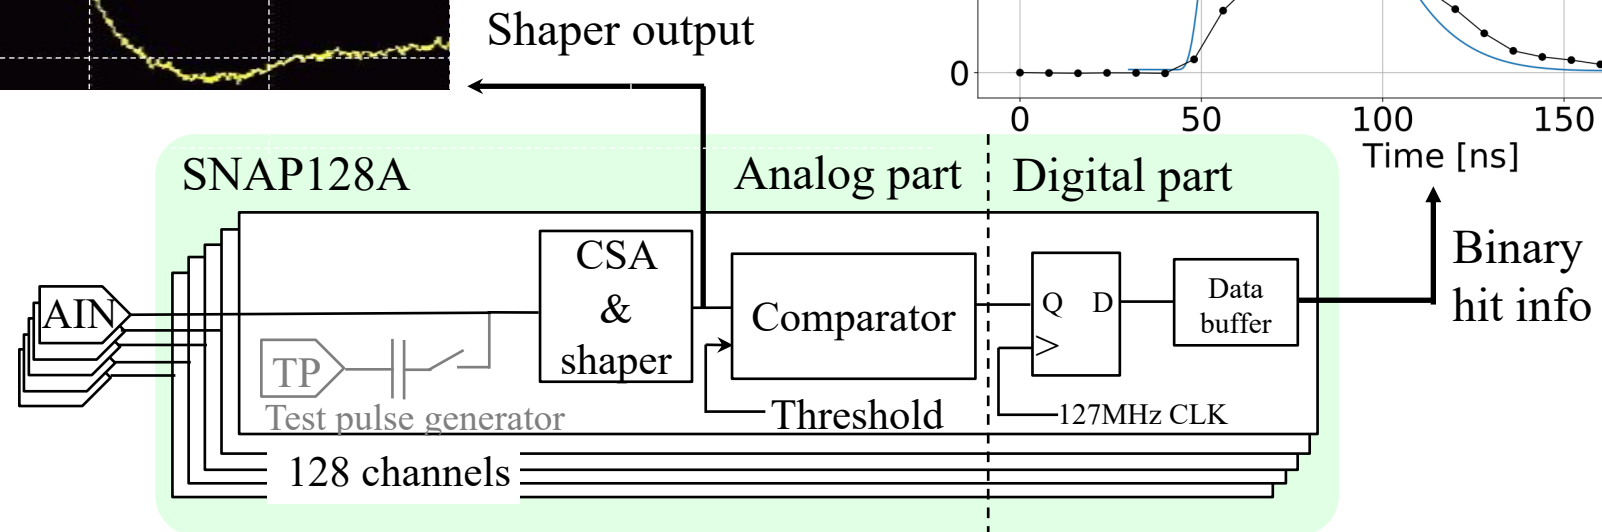 Shaper output
0
0 50 100 150
Time [ns]
SNAP128A
Analog part
Digital part
Binary
hit info
AIN
CSA
&
shaper
Comparator
Q D
Data
buffer
TP
Test pulse generator
Threshold
127MHz CLK
128 channels